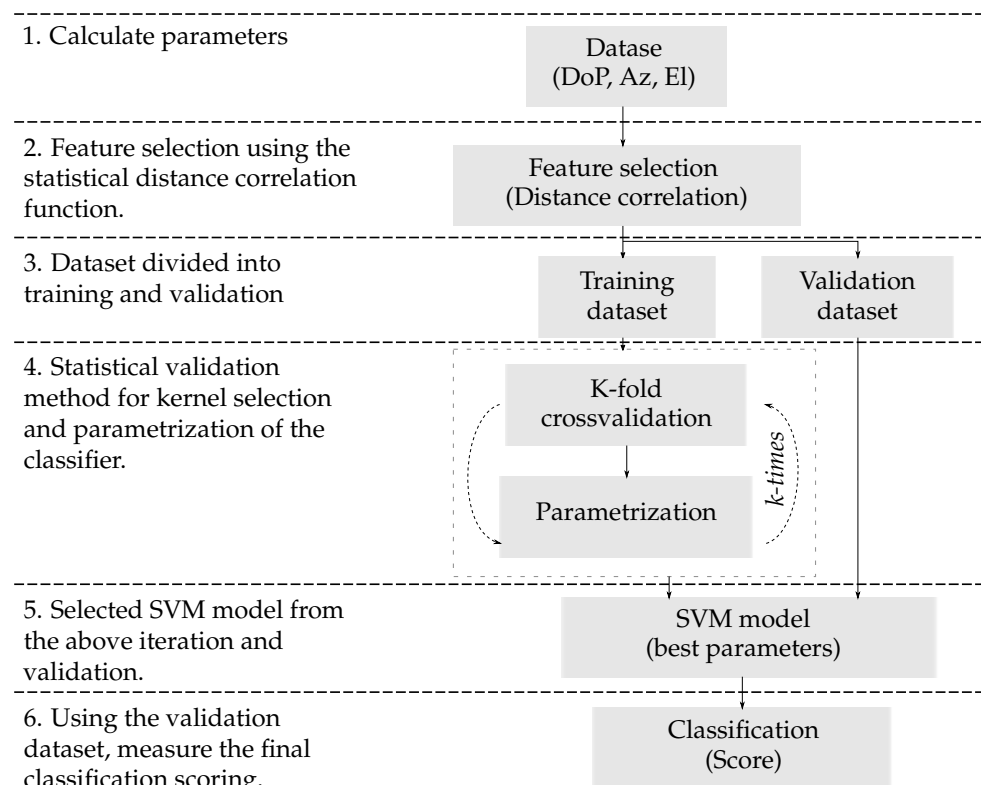 1. Calculate parameters
Datase
(DoP, Az, El)
2. Feature selection using the
statistical distance correlation
function.
Feature selection
(Distance correlation)
3. Dataset divided into
training and validation
Training
dataset
Validation
dataset
4. Statistical validation
method for kernel selection
and parametrization of the
classifier.
K-fold
crossvalidation
k-times
Parametrization
5. Selected SVM model from
the above iteration and
validation.
SVM model
(best parameters)
6. Using the validation
dataset, measure the final
classification scoring.
Classification
(Score)